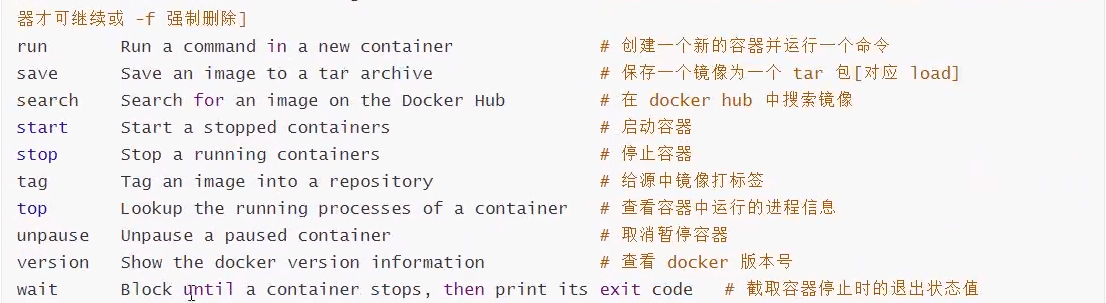 器才可继续或 -f 强制删除]
run Run a command in a new container # 创建一个新的容器并运行一个命令
save Save an image to a tar archive # 保存一个镜像为一个 tar 包[对应 load]
search Search for an image on the Docker Hub # 在 docker hub 中搜索镜像
start Start a stopped containers # 启动容器
stop Stop a running containers # 停止容器
tag Tag an image into a repository # 给源中镜像打标签
top Lookup the running processes of a container # 查看容器中运行的进程信息
unpause Unpause a paused container # 取消暂停容器
version Show the docker version information # 查看 docker 版本号
wait Block until a container stops, then print its exit code # 截取容器停止时的退出状态值